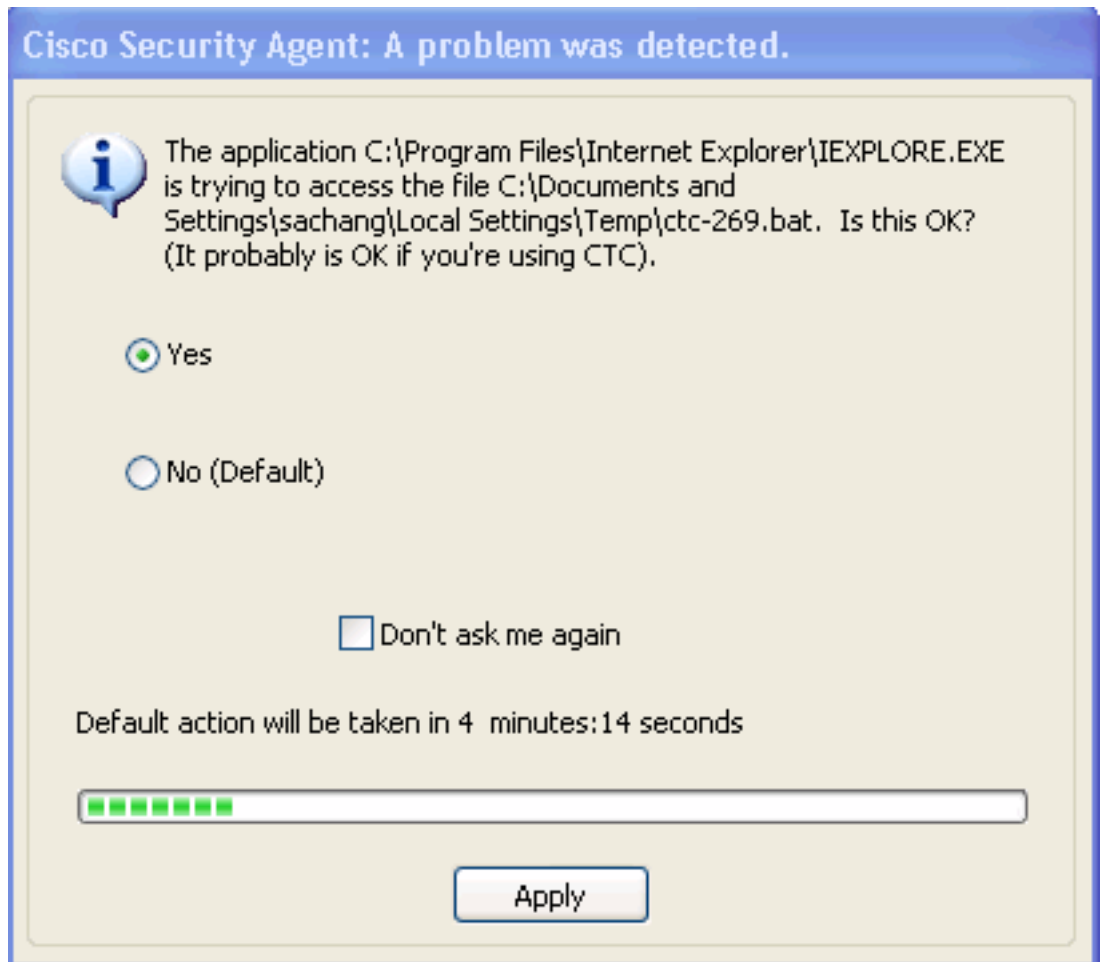 Cisco Security Agent: A problem was detected.
The application C:\Program Files\Internet Explorer\IEXPLORE.EXE
is trying to access the file C:\Documents and
Settings\sachang\Local Settings\Temp\ctc-269.bat.  Is this OK?
(It probably is OK if you're using CTC).
Yes
No (Default)
Don't ask me again
Default action will be taken in 4  minutes:14 seconds
Apply